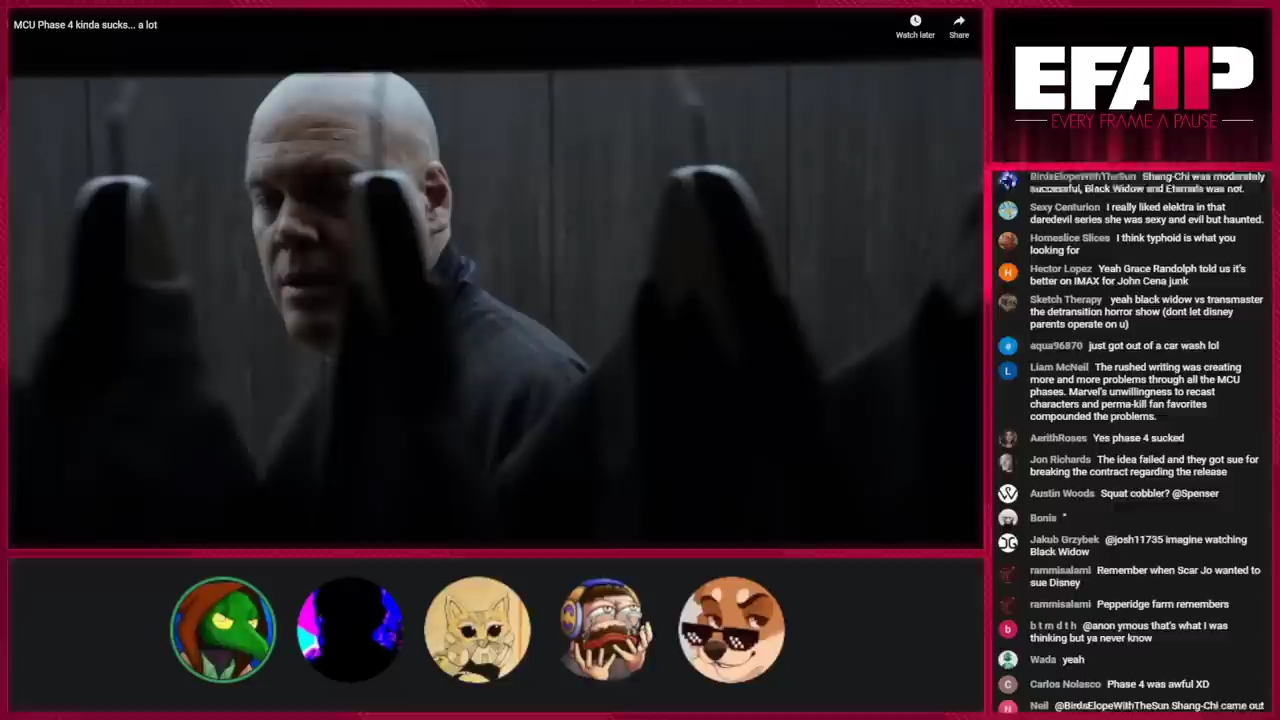 MCU Phase 4 kinda sucks... a lot
Watch later
Share
EFAP
EVERY FRAME A PAUSE
BirdsElopeWithTheSun Shang-Chi was moderately
successful, Black Widow and Eternals was not.
Sexy Centurion I really liked elektra in that
daredevil series she was sexy and evil but haunted.
Homeslice Slices I think typhoid is what you
looking for
H
Hector Lopez Yeah Grace Randolph told us it's
better on IMAX for John Cena junk
Sketch Therapy yeah black widow vs transmaster
the detransition horror show (dont let disney
parents operate on u)
a
aqua96870 just got out of a car wash lol
L
Liam McNeil The rushed writing was creating
more and more problems through all the MCU
phases. Marvel's unwillingness to recast
characters and perma-kill fan favorites
compounded the problems.
AerithRoses Yes phase 4 sucked
Jon Richards The idea failed and they got sue for
breaking the contract regarding the release
Austin Woods Squat cobbler? @Spenser
Bonis "
Jakub Grzybek @josh11735 imagine watching
Black Widow
rammisalami Remember when Scar Jo wanted to
sue Disney
rammisalami Pepperidge farm remembers
b
b t m d t h @anon ymous that's what I was
thinking but ya never know
Wada yeah
C
Carlos Nolasco Phase 4 was awful XD
N
Neil @BirdsElopeWithTheSun Shang-Chi came out